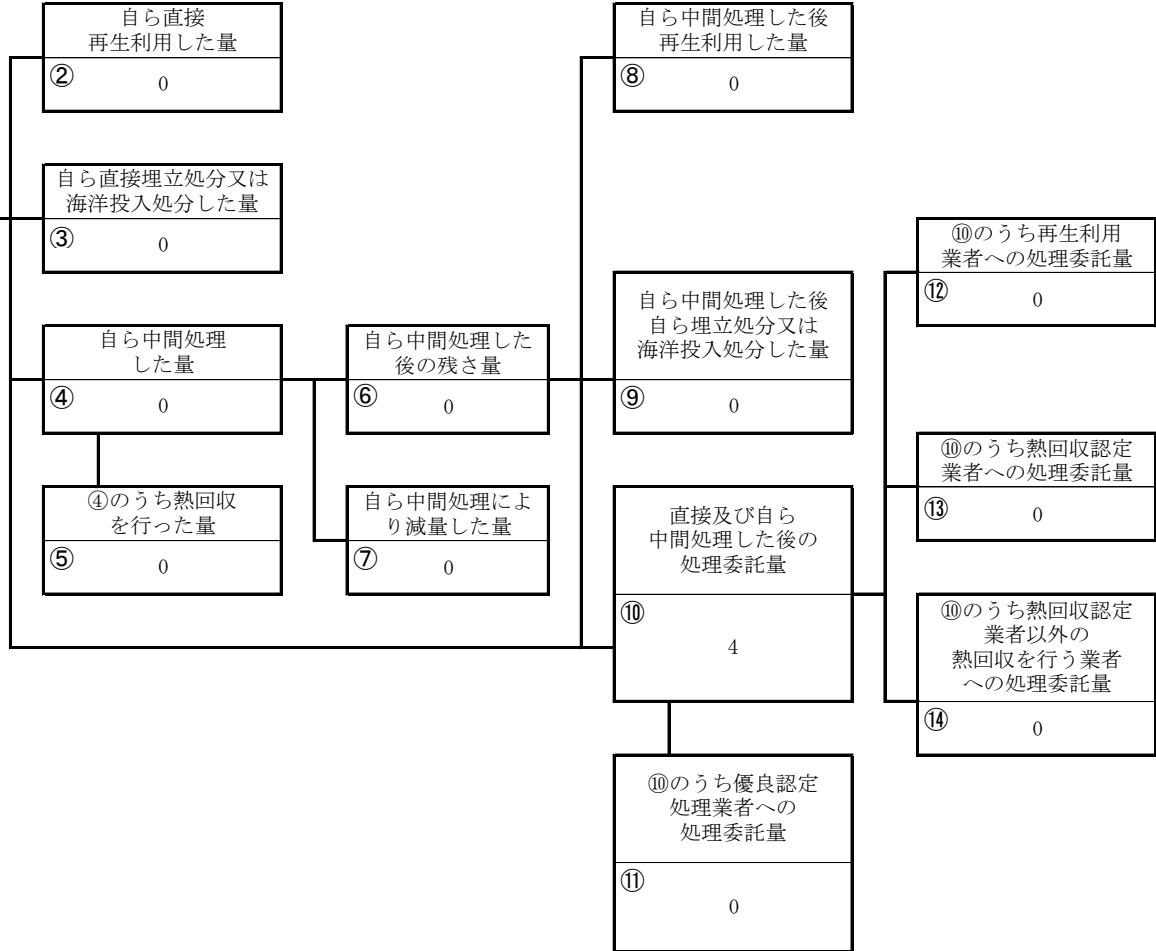 自ら直接
再生利用した量
②
0
自ら直接埋立処分又は
海洋投入処分した量
③
0
自ら中間処理
した量
④
0
④のうち熱回収
を行った量
⑤
0
自ら中間処理した
後の残さ量
⑥
0
自ら中間処理によ
り減量した量
⑦
0
自ら中間処理した後
再生利用した量
⑧
0
自ら中間処理した後
自ら埋立処分又は
海洋投入処分した量
⑨
0
直接及び自ら
中間処理した後の
処理委託量
⑩
4
⑩のうち優良認定
処理業者への
処理委託量
⑪
0
⑩のうち再生利用
業者への処理委託量
⑫
0
⑩のうち熱回収認定
業者への処理委託量
⑬
0
⑩のうち熱回収認定
業者以外の
熱回収を行う業者
への処理委託量
⑭
0